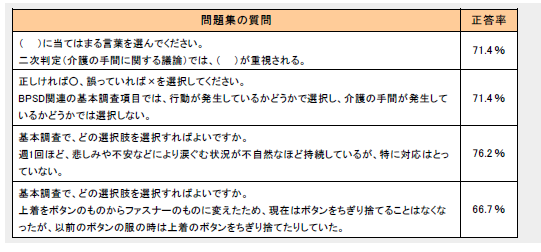 問題集の質問 正答率
（　　）に当てはまる言葉を選んでください。
二次判定（介護の手間に関する議論）では、（　　）が重視される。
71.4%
正しければ○、誤っていれば×を選択してください。
BPSD関連の基本調査項目では、行動が発生しているかどうかで選択し、介護の手間が発生して
いるかどうかでは選択しない。
71.4%
基本調査で、どの選択肢を選択すればよいですか。
週1回ほど、悲しみや不安などにより涙ぐむ状況が不自然なほど持続しているが、特に対応はとっ
ていない。
76.2%
基本調査で、どの選択肢を選択すればよいですか。
上着をボタンのものからファスナーのものに変えたため、現在はボタンをちぎり捨てることはなくな
ったが、以前のボタンの服の時は上着のボタンをちぎり捨てたりしていた。
66.7%